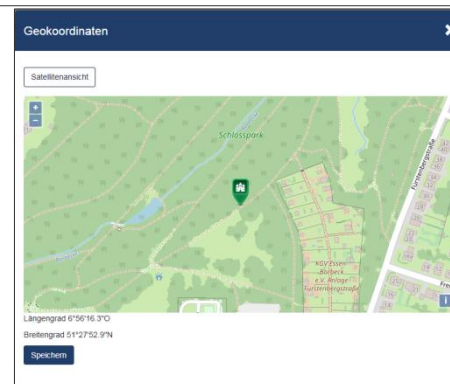 Geokoordinaten
Satellitenansicht
+
−
Schlosspark
Fürstenbergstraße
KGV Essen
Borbeck
e.V. Anlage
Fürstenbergstraße
i
Längengrad 6°56'16.3"O
Breitengrad 51°27'52.9"N
Speichern